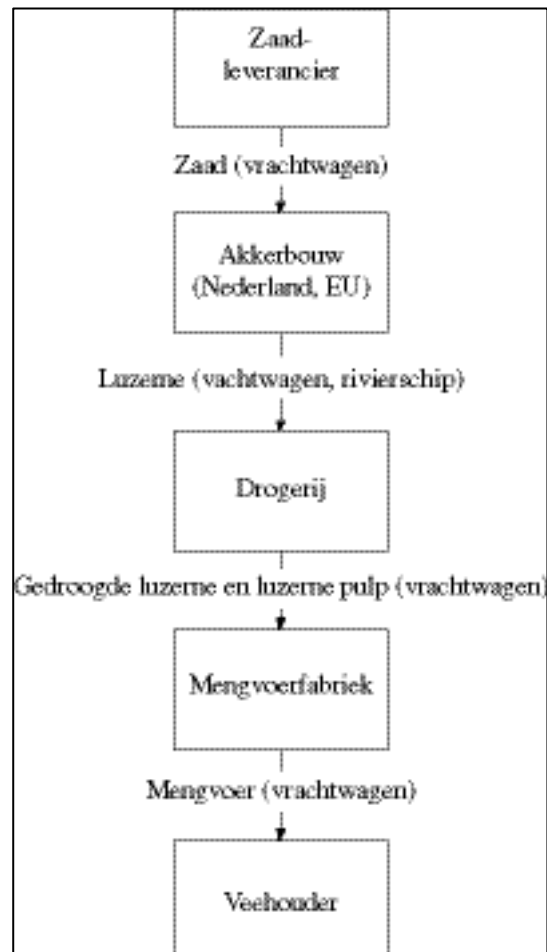 Zaad-
leverancier
Zaad (vrachtwagen)
Akkerbouw
(Nederland, EU)
Luzerne (vachtwagen, rivierschip)
Drogerij
Gedroogde luzerne en luzerne pulp (vrachtwagen)
Mengvoerfabriek
Mengvoer (vrachtwagen)
Veehouder